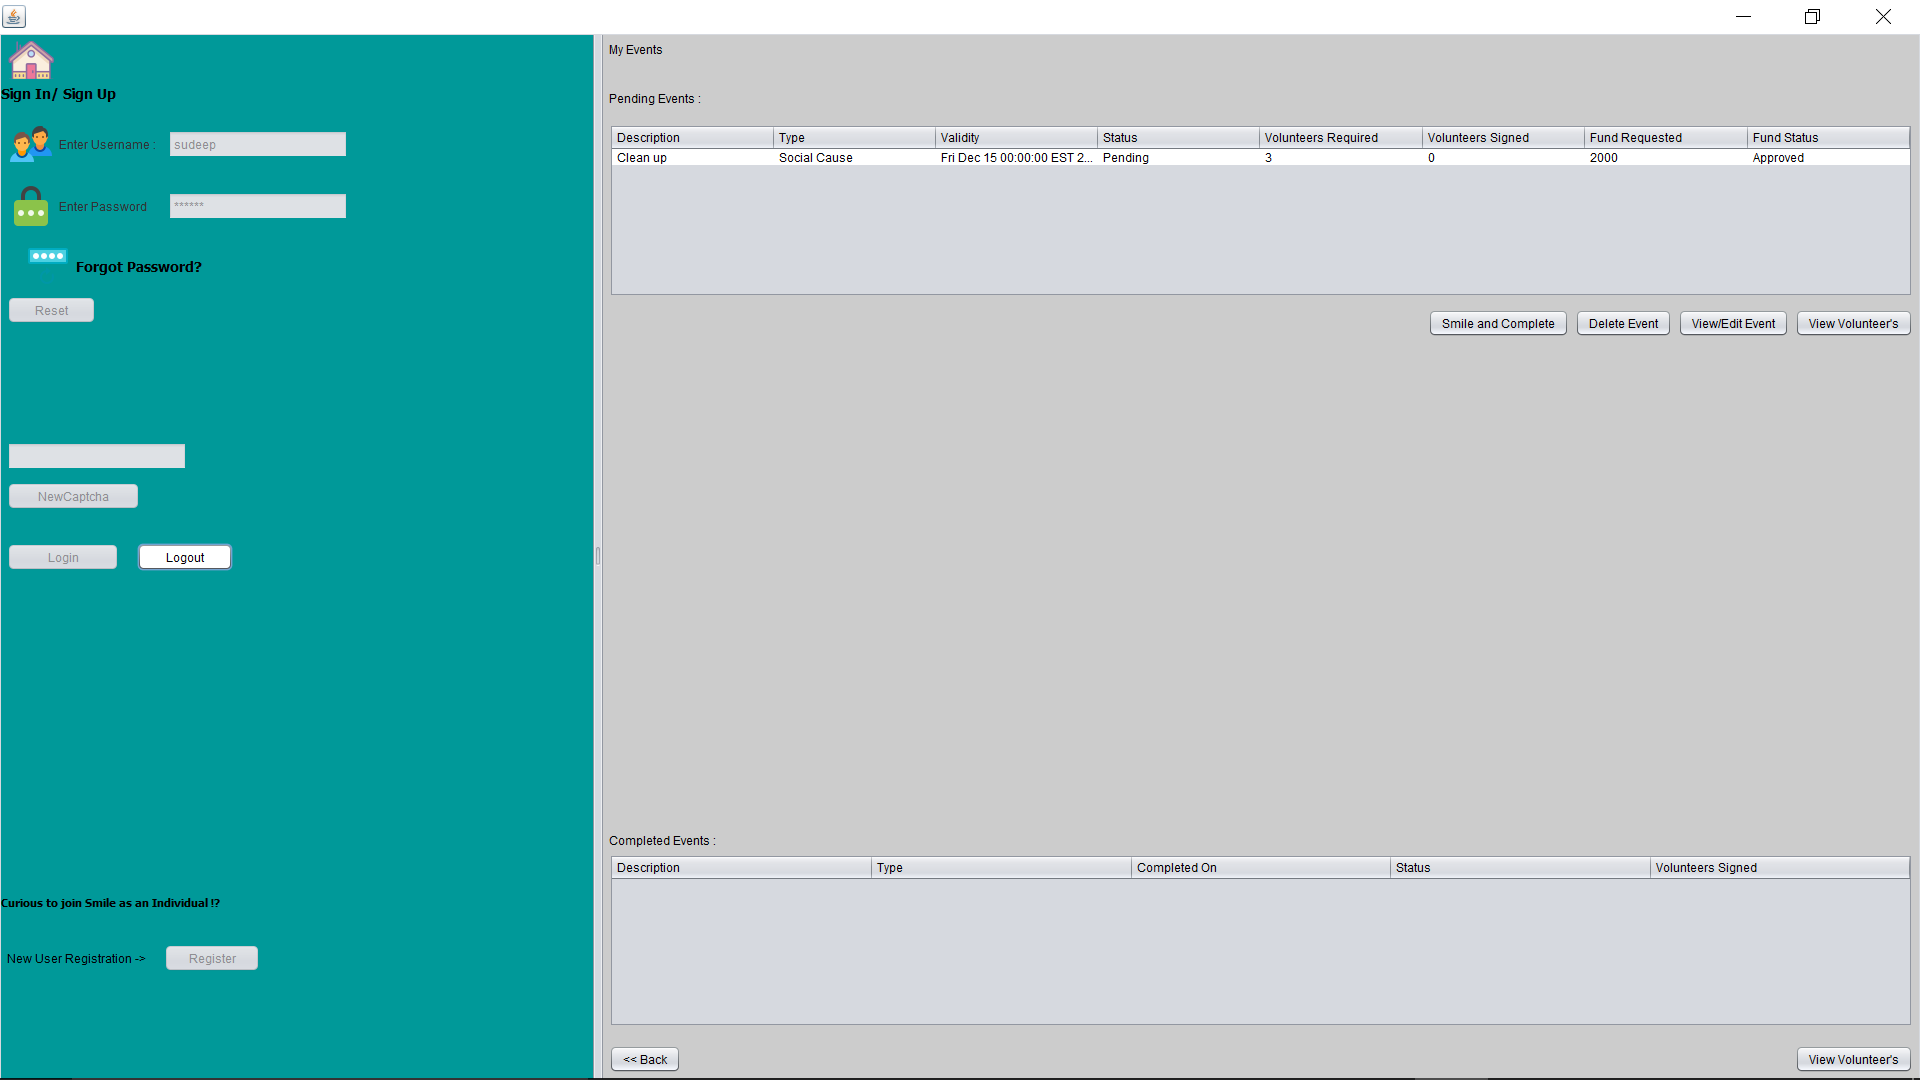 Sign In/ Sign Up
Enter Username :
sudeep
Enter Password
******
Forgot Password?
Reset
NewCaptcha
Login
Logout
Curious to join Smile as an Individual !?
New User Registration ->
Register
My Events
Pending Events :
Description Type Validity Status Volunteers Required Volunteers Signed Fund Requested Fund Status
Clean up Social Cause Fri Dec 15 00:00:00 EST 2... Pending 3 0 2000 Approved
Smile and Complete Delete Event View/Edit Event View Volunteer's
Completed Events :
Description Type Completed On Status Volunteers Signed
<< Back View Volunteer's